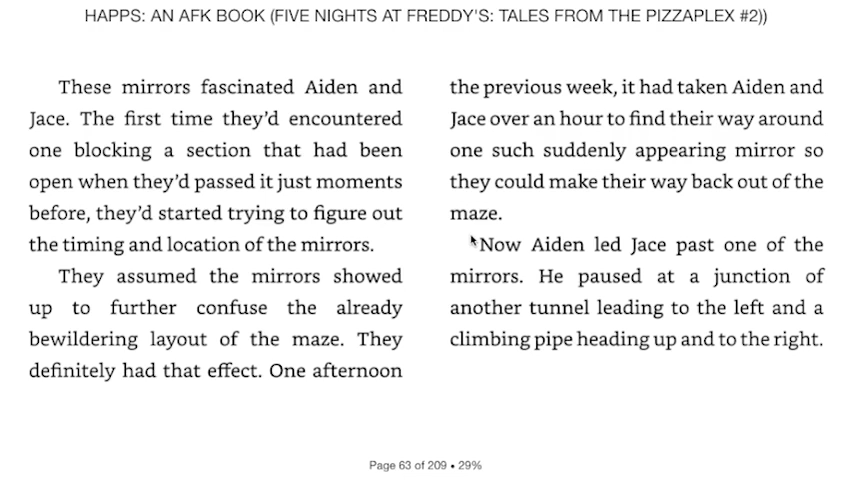 HAPPS: AN AFK BOOK (FIVE NIGHTS AT FREDDY'S: TALES FROM THE PIZZAPLEX #2))
These mirrors fascinated Aiden and
Jace. The first time they’d encountered
one blocking a section that had been
open when they’d passed it just moments
before, they’d started trying to figure out
the timing and location of the mirrors.
They assumed the mirrors showed
up to further confuse the already
bewildering layout of the maze. They
definitely had that effect. One afternoon
the previous week, it had taken Aiden and
Jace over an hour to find their way around
one such suddenly appearing mirror so
they could make their way back out of the
maze.
Now Aiden led Jace past one of the
mirrors. He paused at a junction of
another tunnel leading to the left and a
climbing pipe heading up and to the right.
Page 63 of 209 • 29%